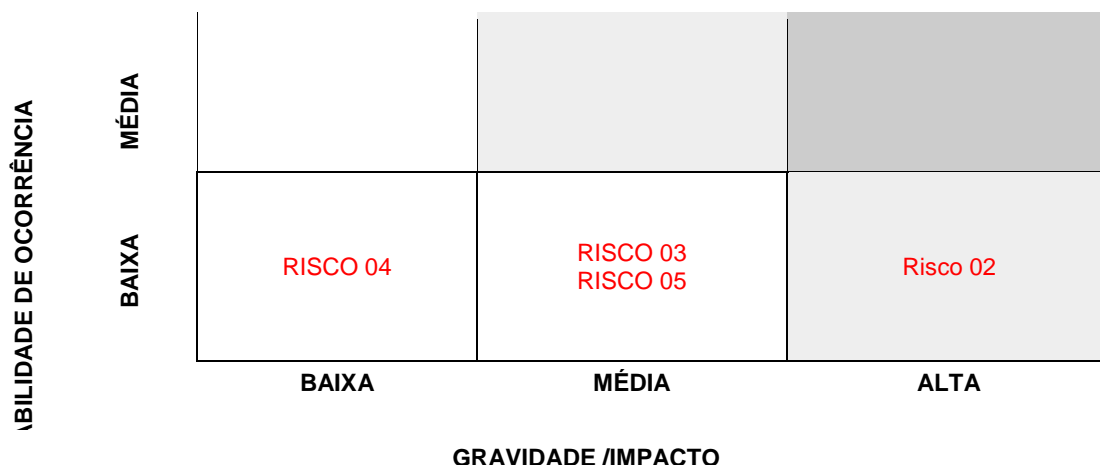 ABILIDADE DE OCORRÊNCIA
MÉDIA
BAIXA
RISCO 04
RISCO 03
RISCO 05
Risco 02
BAIXA
MÉDIA
ALTA
GRAVIDADE /IMPACTO